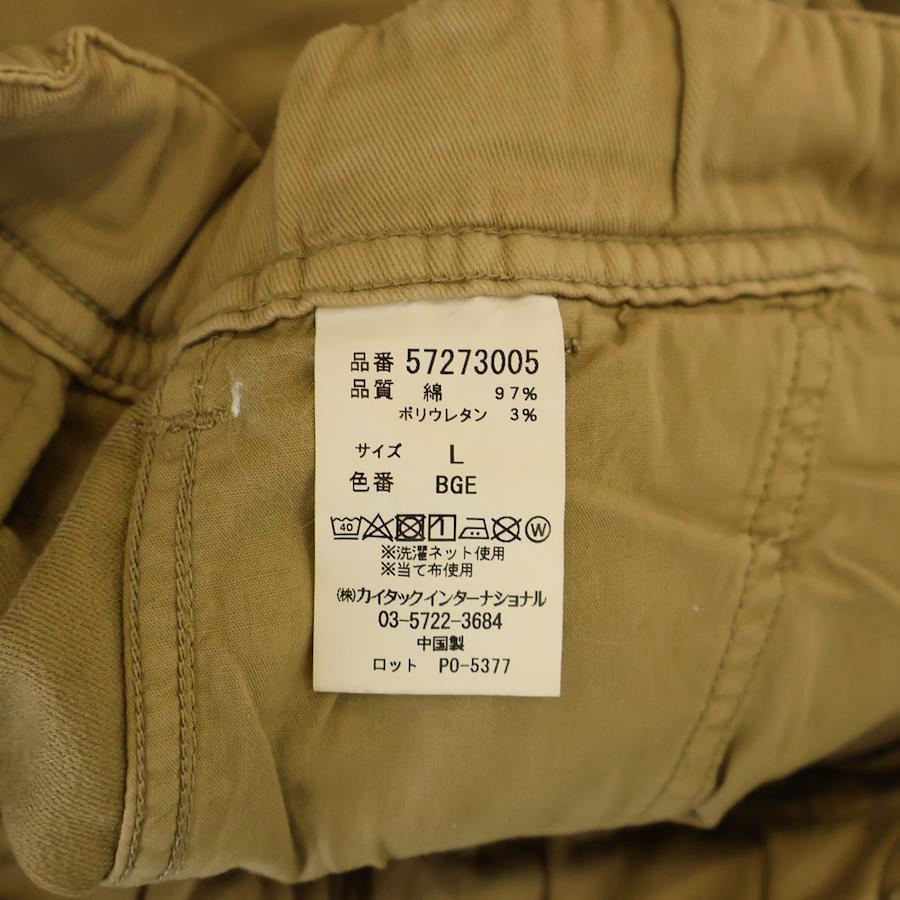 品番 57273005
品質 綿 97%
ポリウレタン 3%
サイズ L
色番 BGE
40 W
※洗濯ネット使用
※当て布使用
㈱カイタックインターナショナル
03-5722-3684
中国製
ロット PO-5377